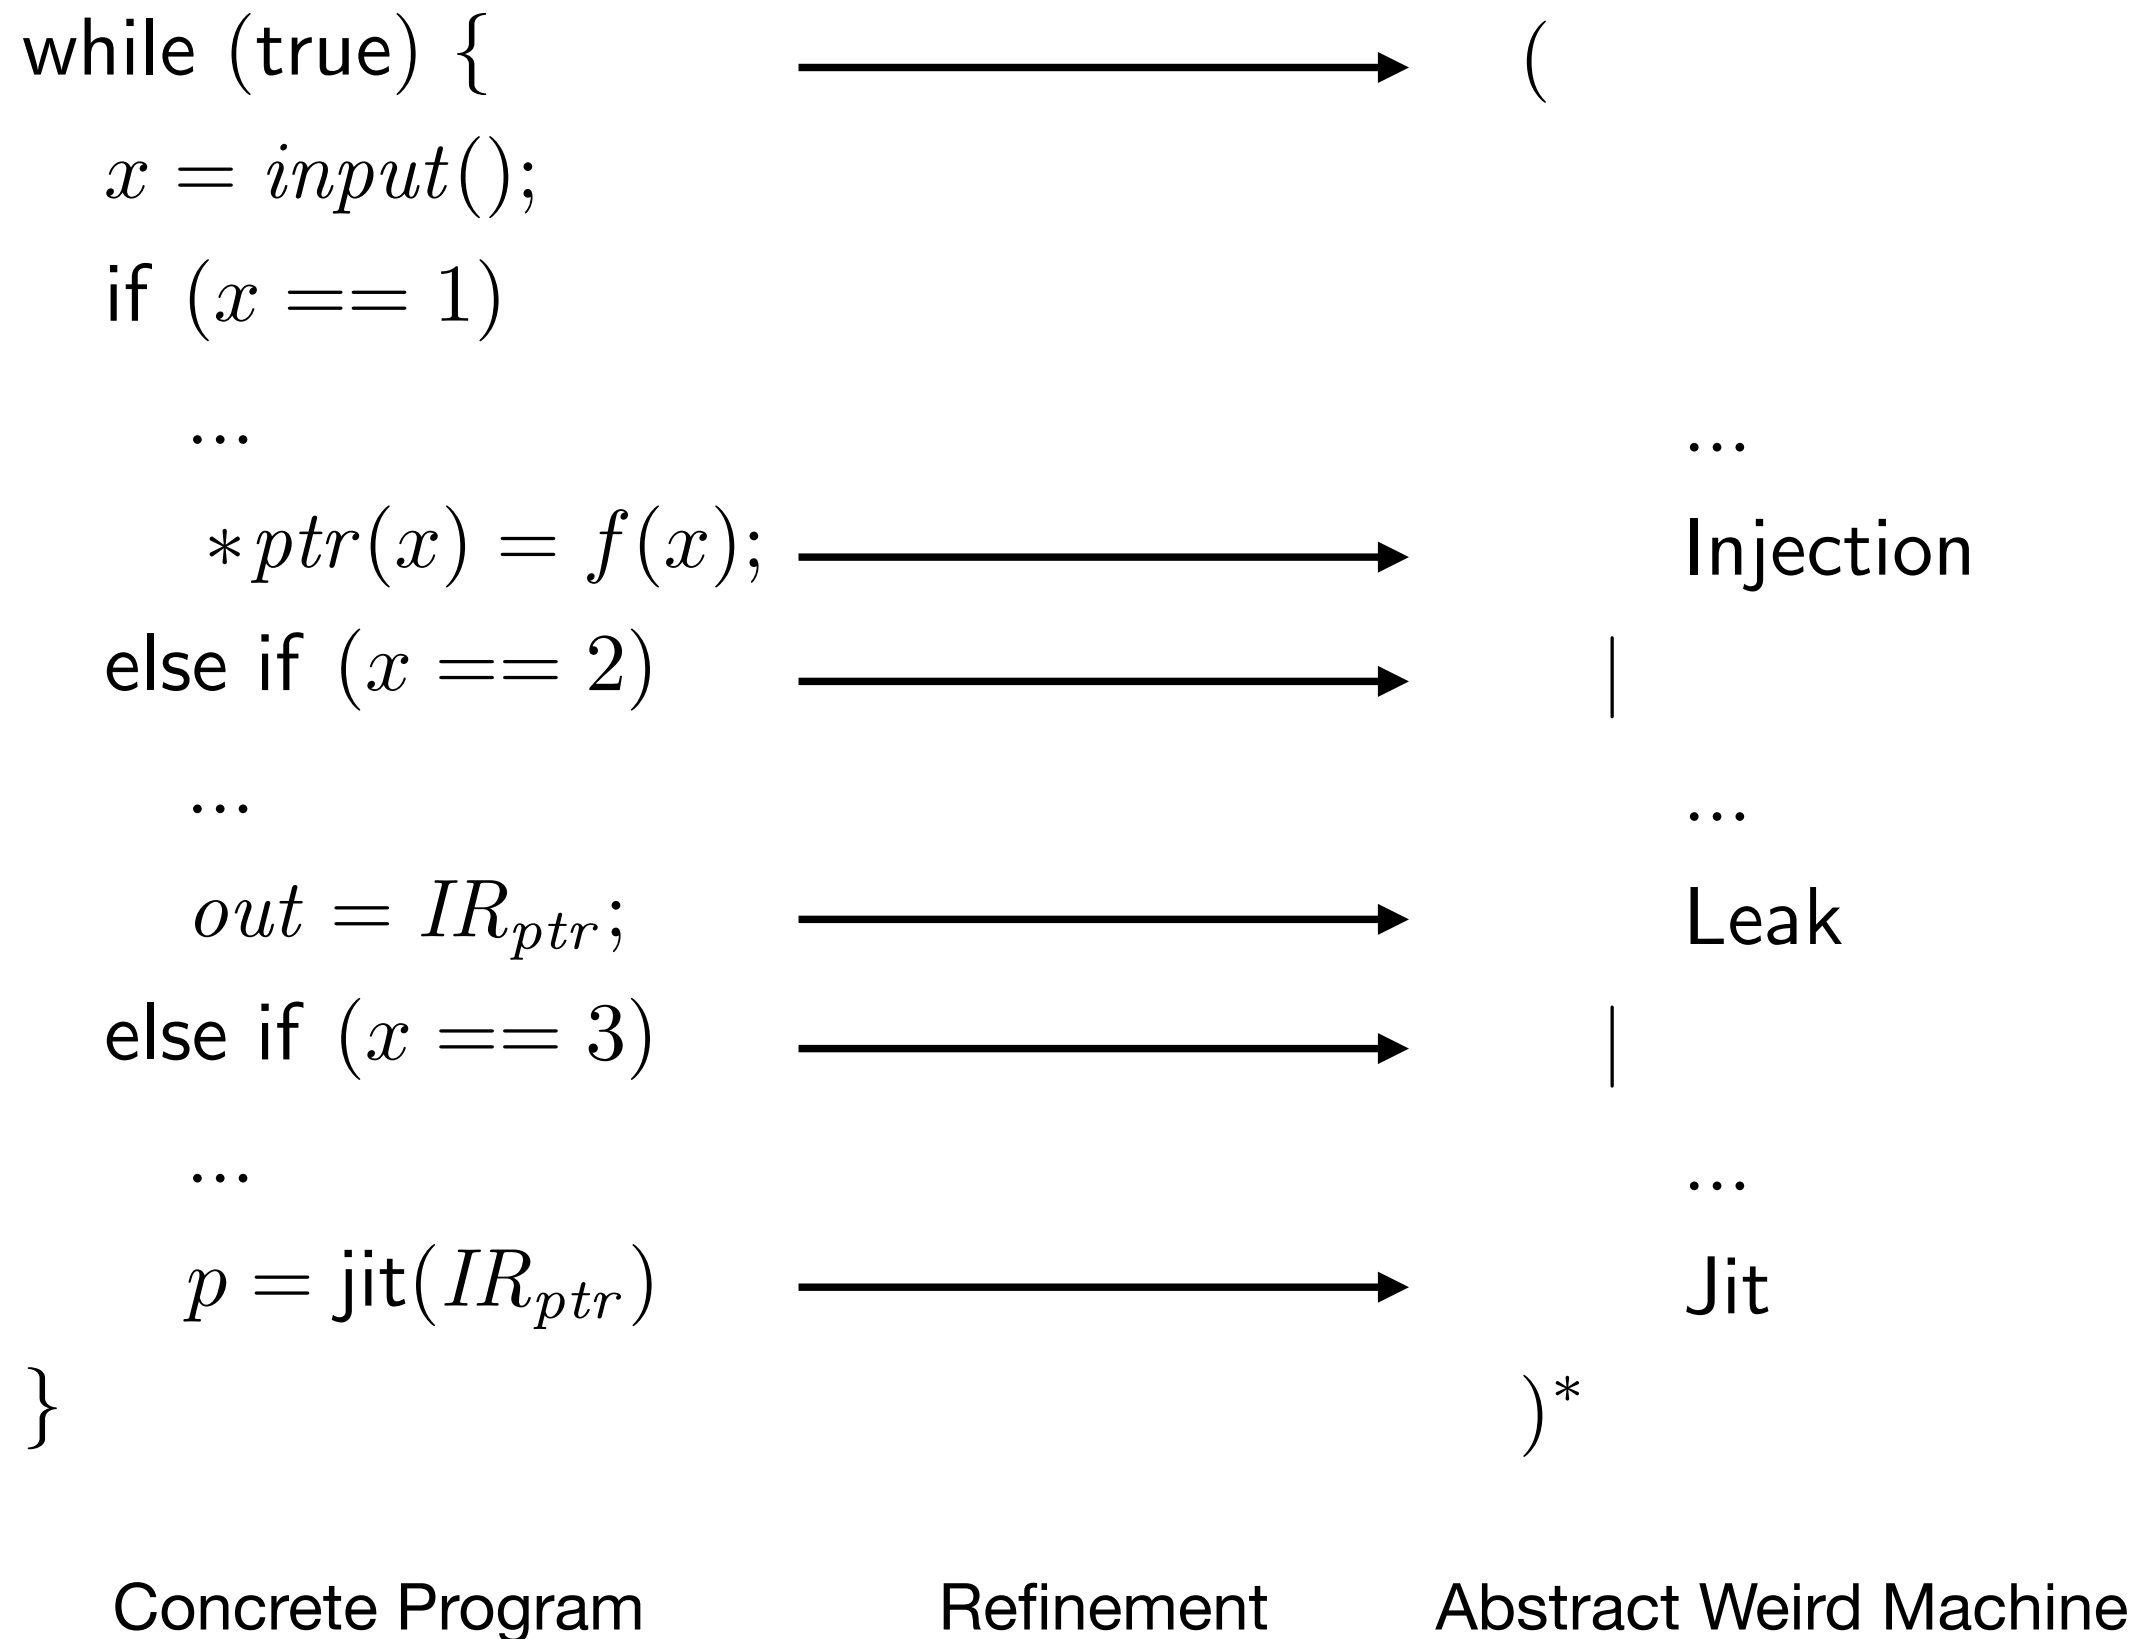 while (true) { (
x = input();
if (x == 1)
... ...
*ptr(x) = f(x); Injection
else if (x == 2) |
... ...
out = IR_ptr; Leak
else if (x == 3) |
... ...
p = jit(IR_ptr) Jit
} )*
Concrete Program Refinement Abstract Weird Machine